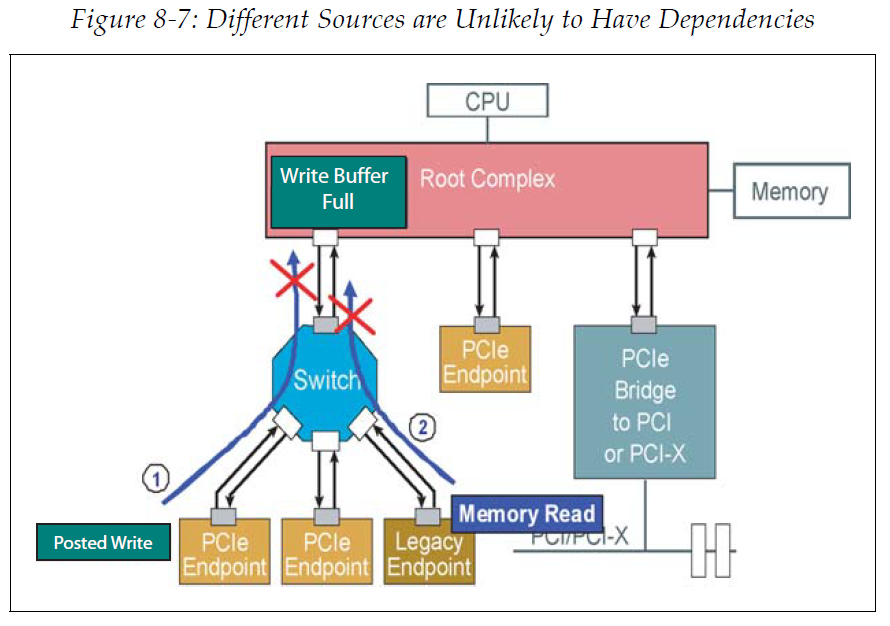 Figure 8-7: Different Sources are Unlikely to Have Dependencies
CPU
Write Buffer
Full
Root Complex
Memory
PCIe
Endpoint
PCIe
Bridge
to PCI
or PCI-X
Switch
2
1
Memory Read
Posted Write
PCIe
Endpoint
PCIe
Endpoint
Legacy
Endpoint
PCI/PCI-X